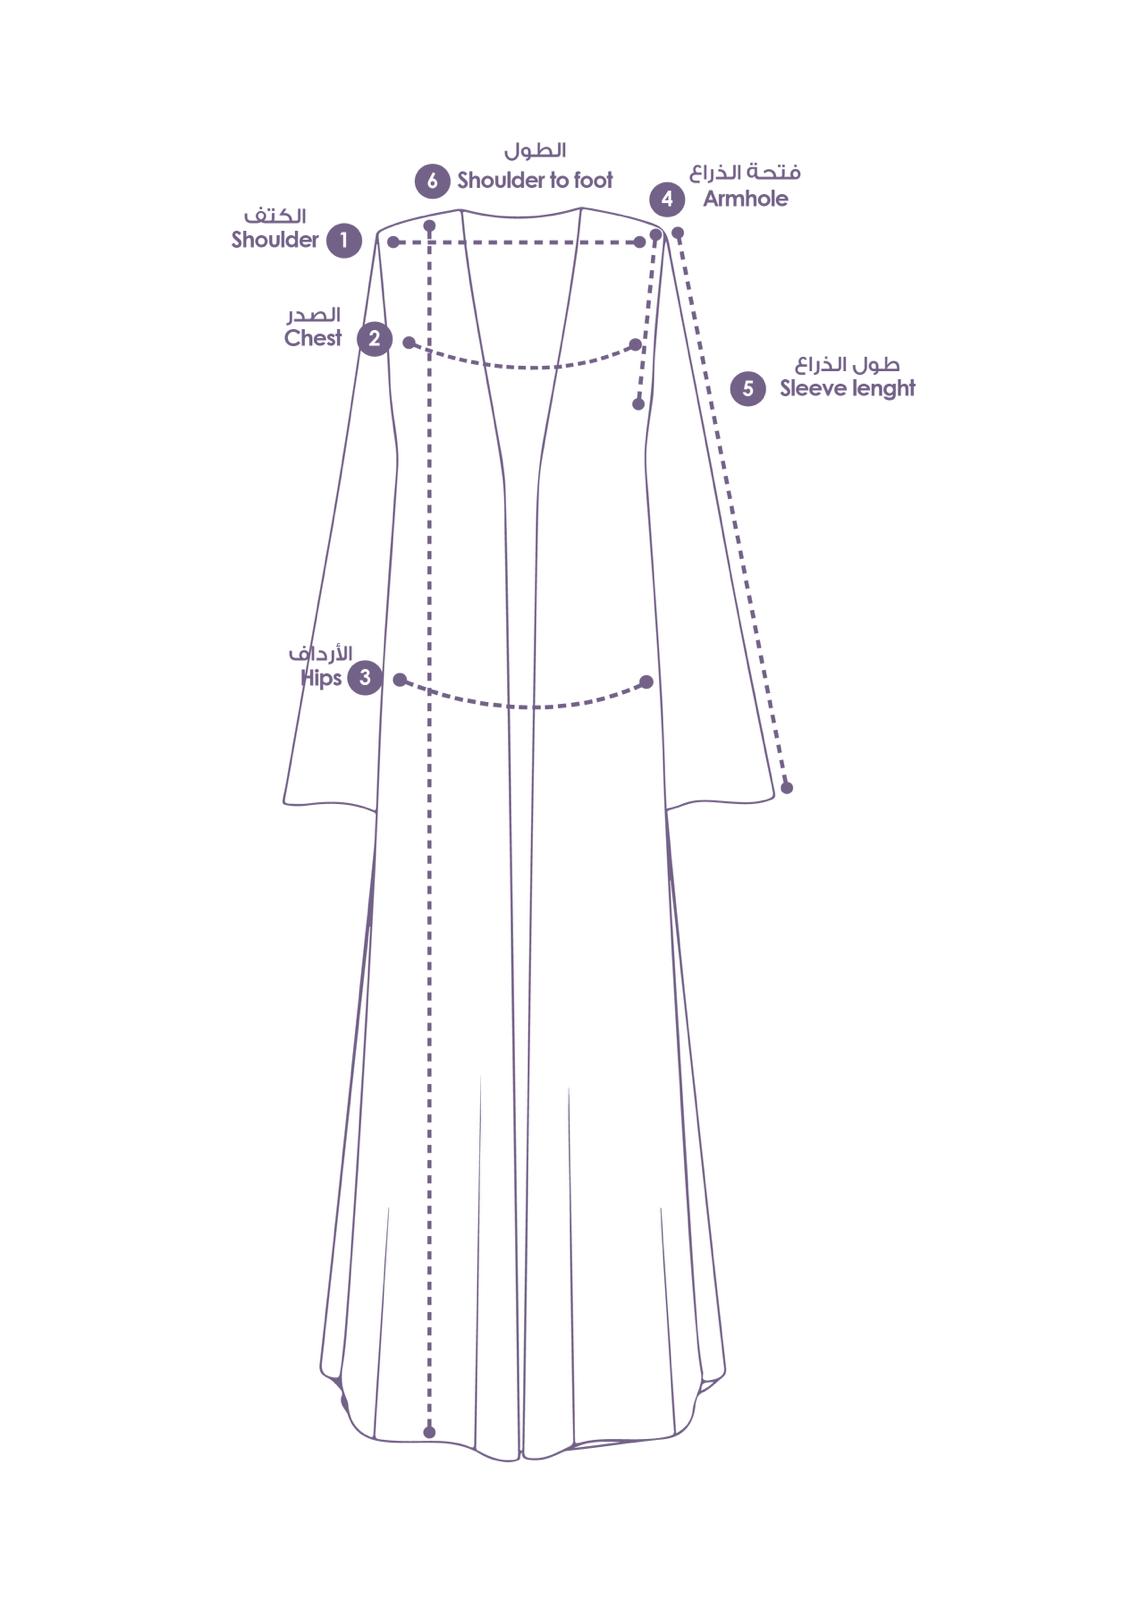 الطول
6 Shoulder to foot
فتحة الذراع
4 Armhole
الكتف
Shoulder 1
الصدر
Chest 2
طول الذراع
5 Sleeve lenght
الأرداف
Hips 3